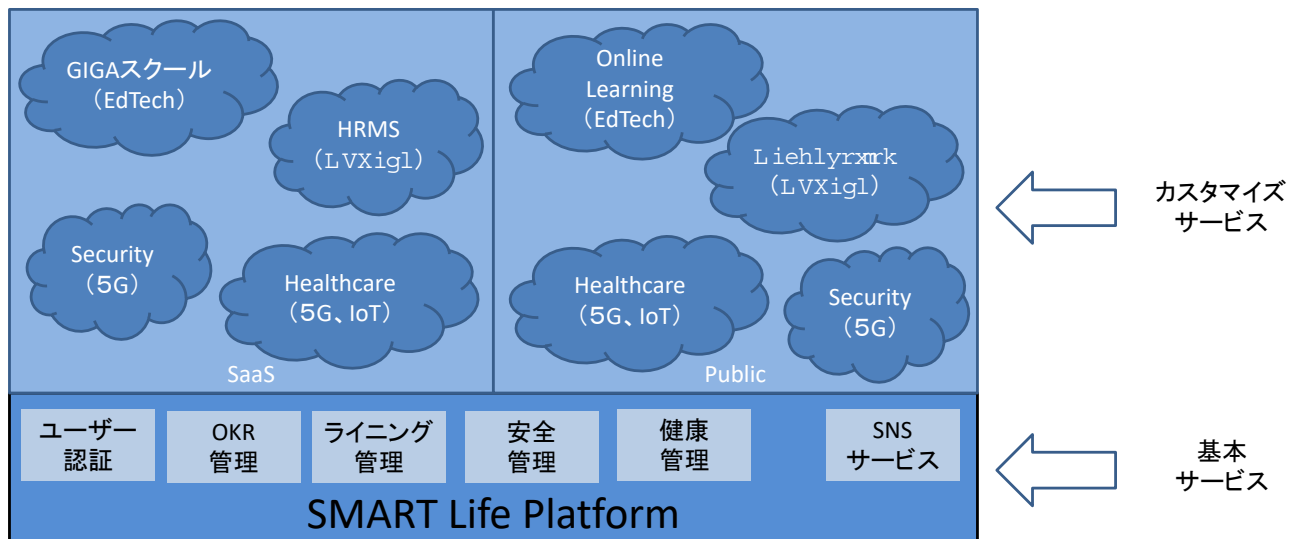 GIGAスクール
（EdTech）
HRMS
（LVXigl）
Security
（５G）
Healthcare
（５G、IoT）
SaaS
Online
Learning
（EdTech）
Liehlyrxmrk
（LVXigl）
Healthcare
（５G、IoT）
Security
（５G）
Public
カスタマイズ
サービス
ユーザー
認証
OKR
管理
ライニング
管理
安全
管理
健康
管理
SNS
サービス
SMART Life Platform
基本
サービス